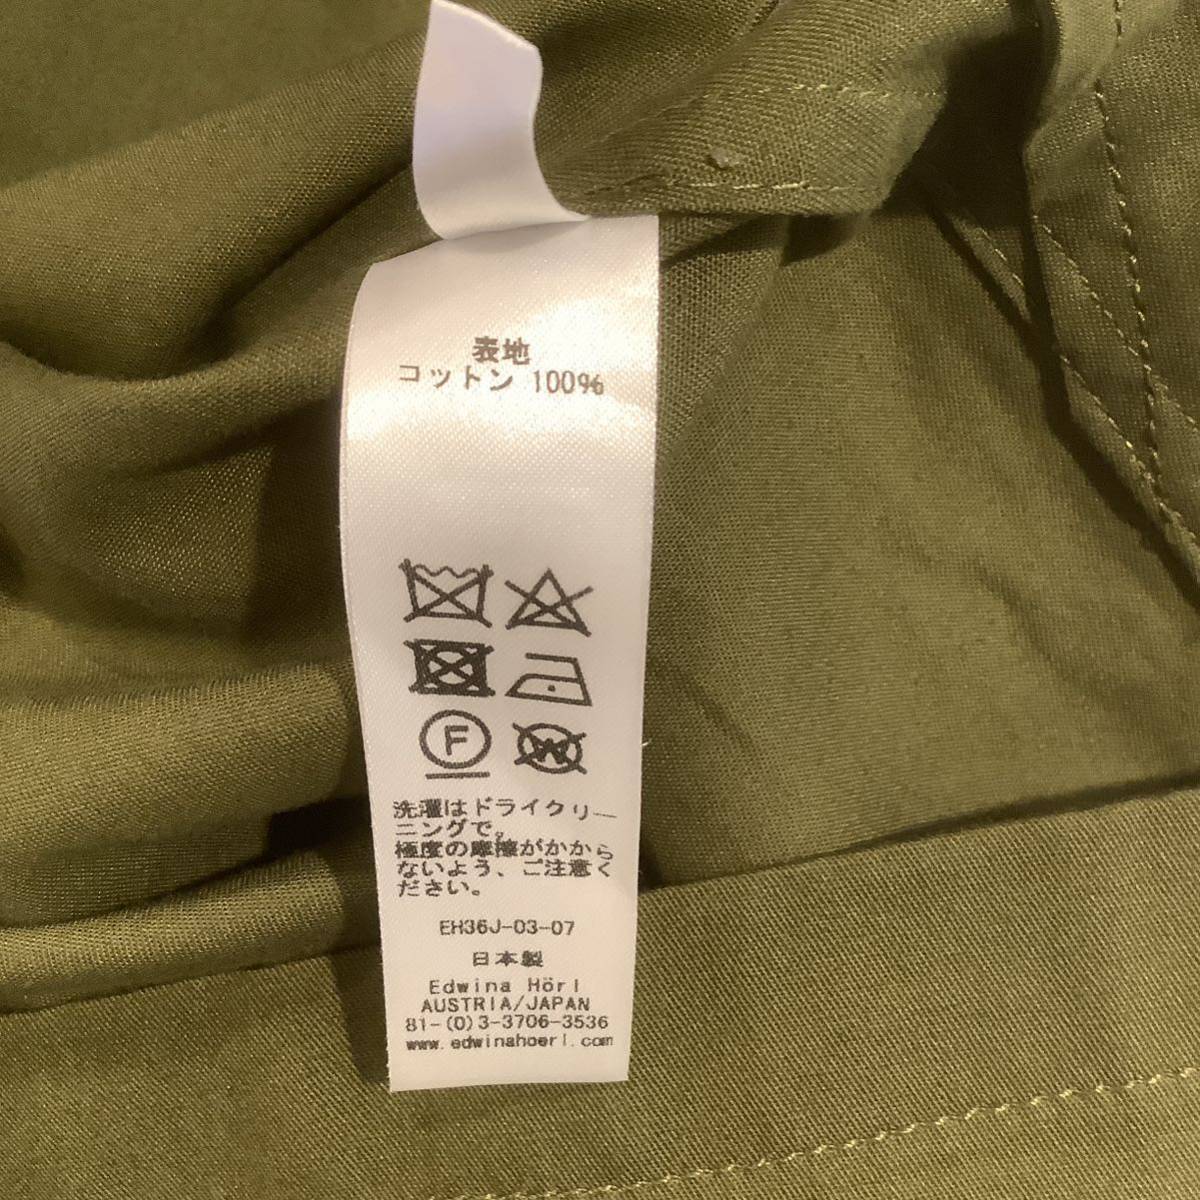 表地
コットン 100%
F
W
洗濯はドライクリー
ニングで。
極度の摩擦がかから
ないよう、ご注意く
ださい。
EH36J-03-07
日本製
Edwina Hörl
AUSTRIA/JAPAN
81-(0)3-3706-3536
www.edwinahoerl.com